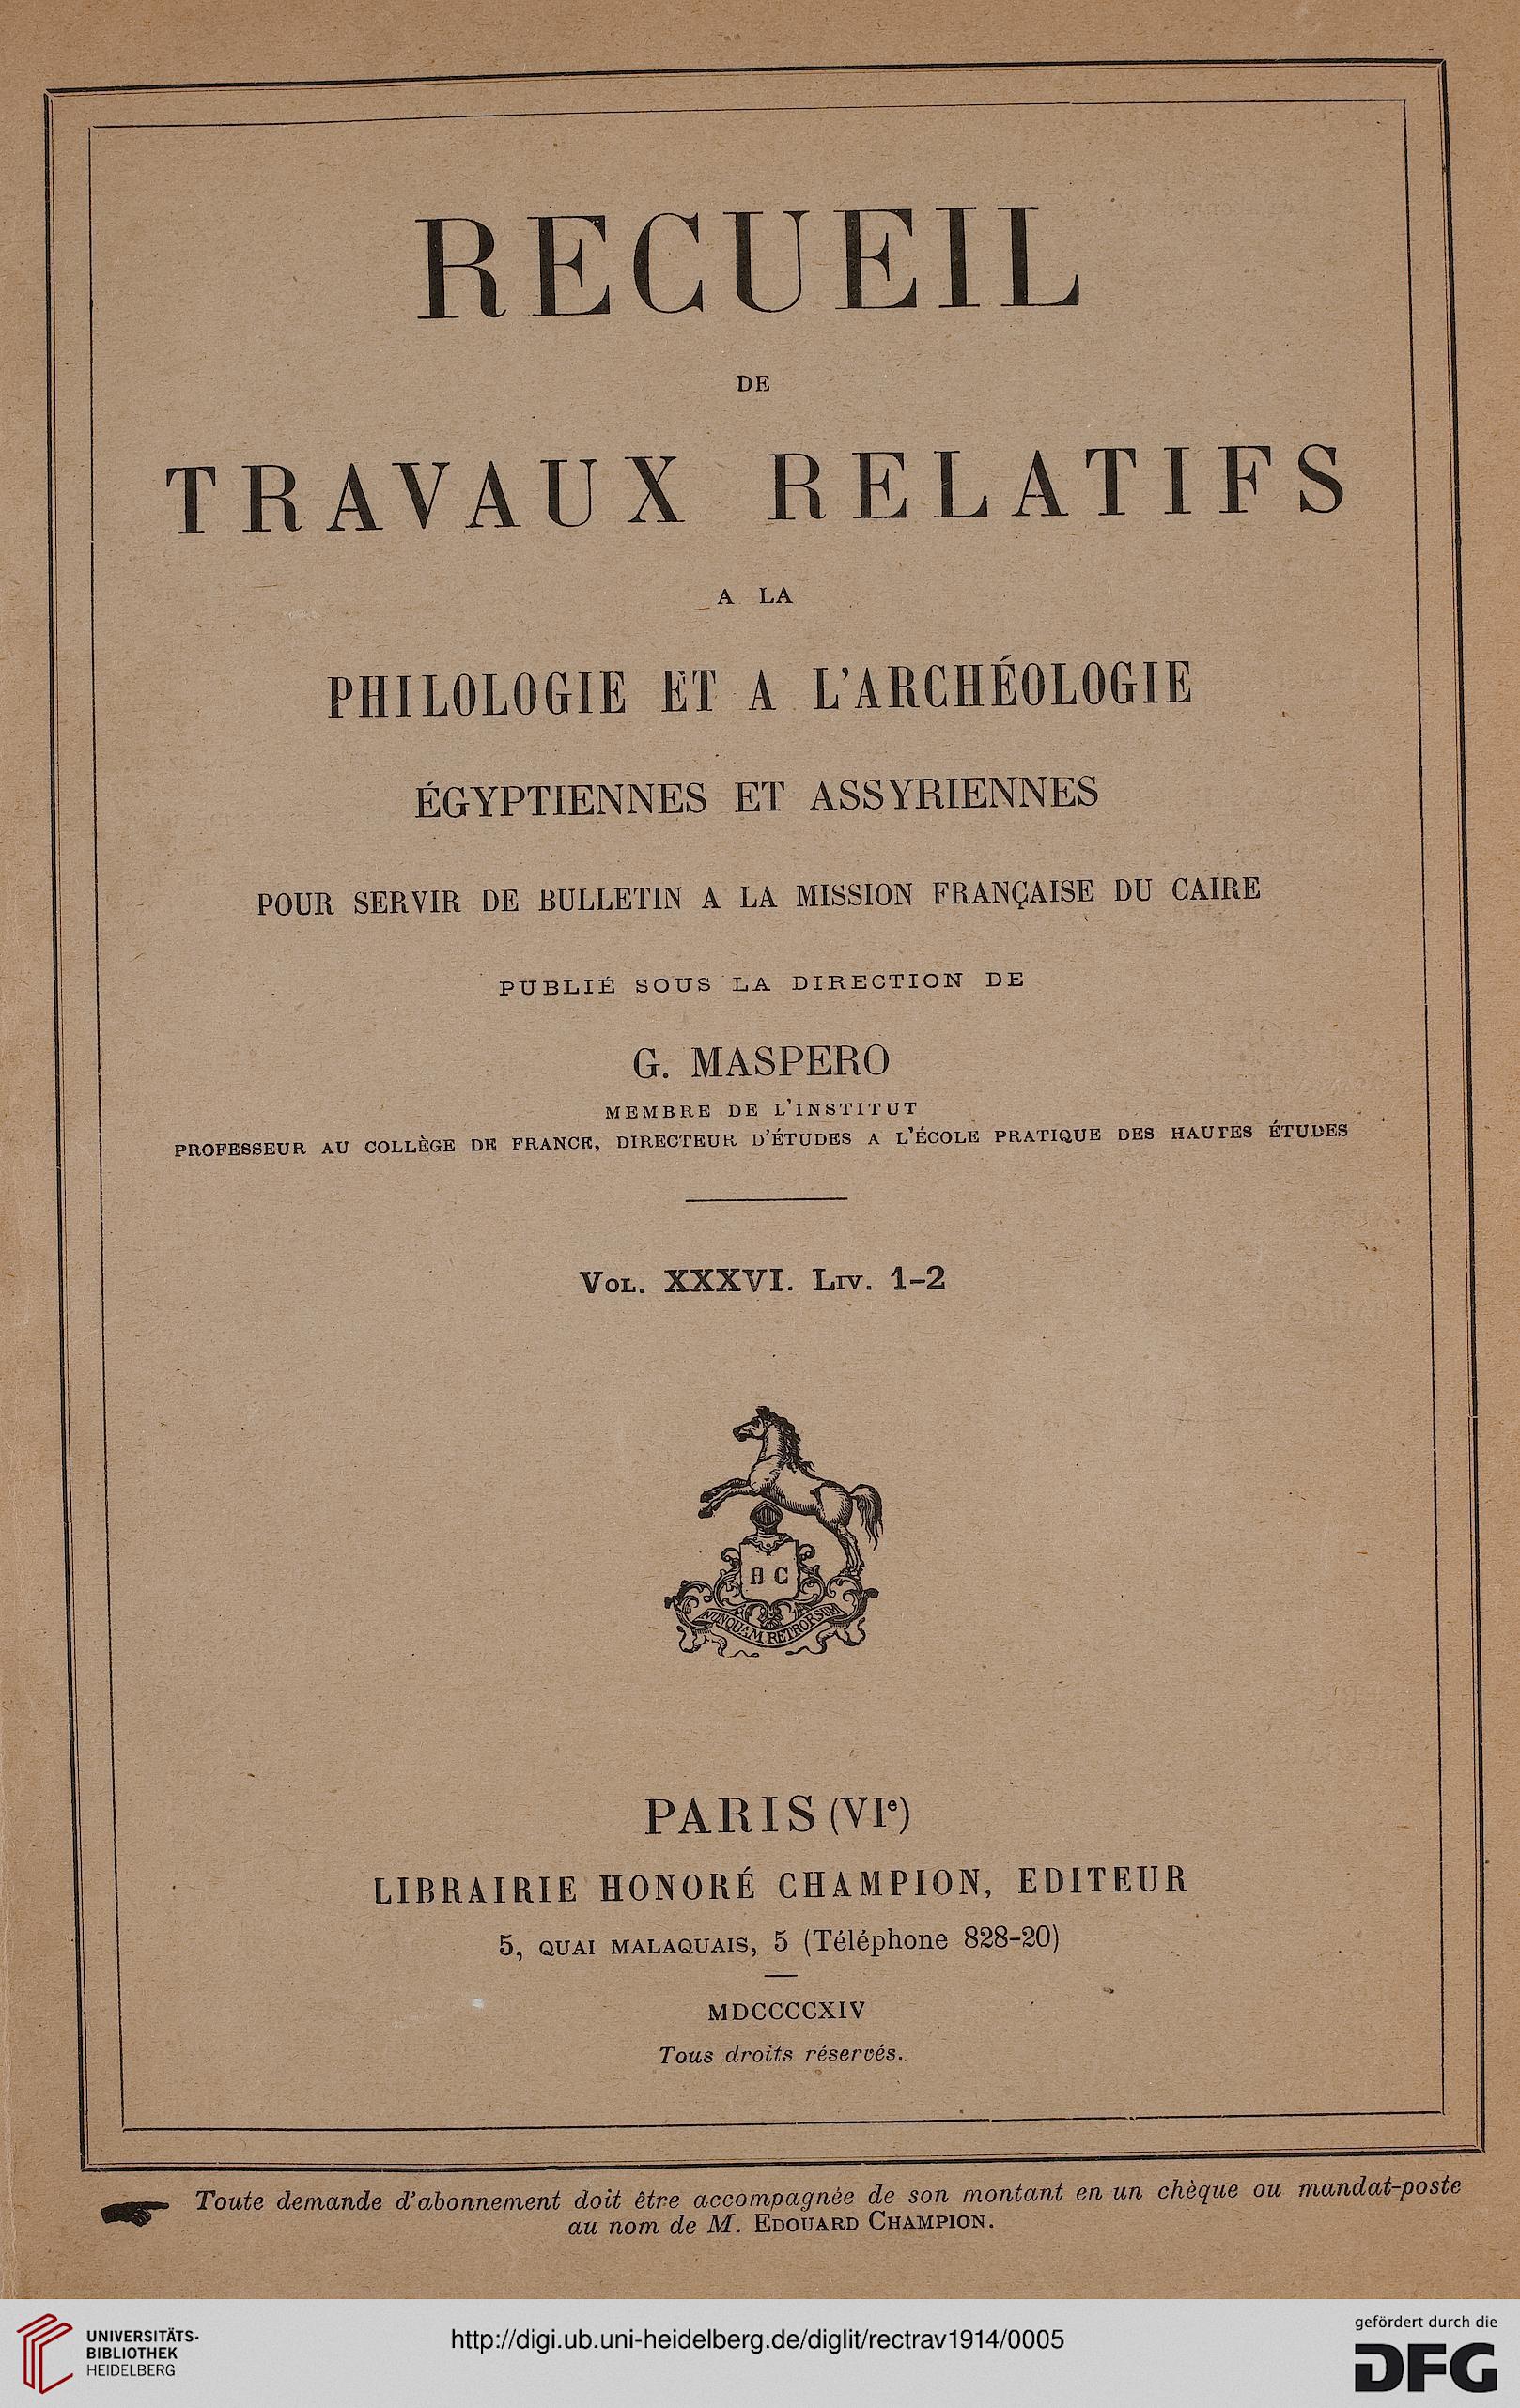 RECUEIL
DE
TRAVAUX RELATIFS
A LA
PHILOLOGIE ET A L'ARCHÉOLOGIE
ÉGYPTIENNES ET ASSYRIENNES
POUR SERVIR DE BULLETIN A LA MISSION FRANÇAISE DU CAIRE
PUBLIÉ SOUS LA DIRECTION DE
G. MASPERO
MEMBRE DE L'INSTITUT
PROFESSEUR AU COLLÈGE DE FRANCE, DIRECTEUR D'ÉTUDES A L'ÉCOLE PRATIQUE DES HAUTES ÉTUDES
VOL. XXXVI. LIV. 1-2
H C
NUNQUAM RETRORSUM
PARIS (VIe)
LIBRAIRIE HONORÉ CHAMPION, EDITEUR
5, QUAI MALAQUAIS, 5 (Téléphone 828-20)
MDCCCCXIV
Tous droits réservés.
Toute demande d'abonnement doit être accompagnée de son montant en un chèque ou mandat-poste
au nom de M. EDOUARD CHAMPION.
UNIVERSITÄTS-
BIBLIOTHEK
HEIDELBERG
http://digi.ub.uni-heidelberg.de/diglit/rectrav1914/0005
gefördert durch die
DFG